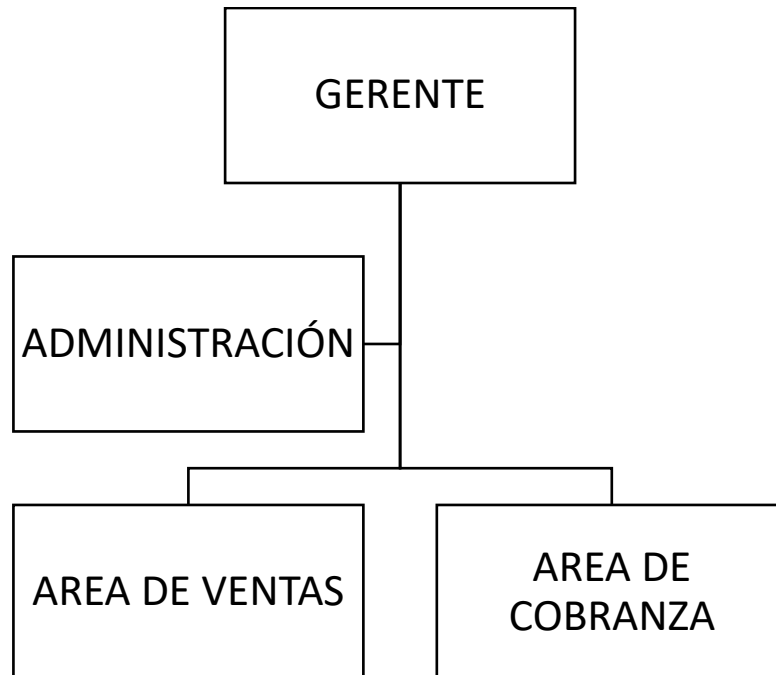 GERENTE
ADMINISTRACIÓN
AREA DE VENTAS
AREA DE
COBRANZA